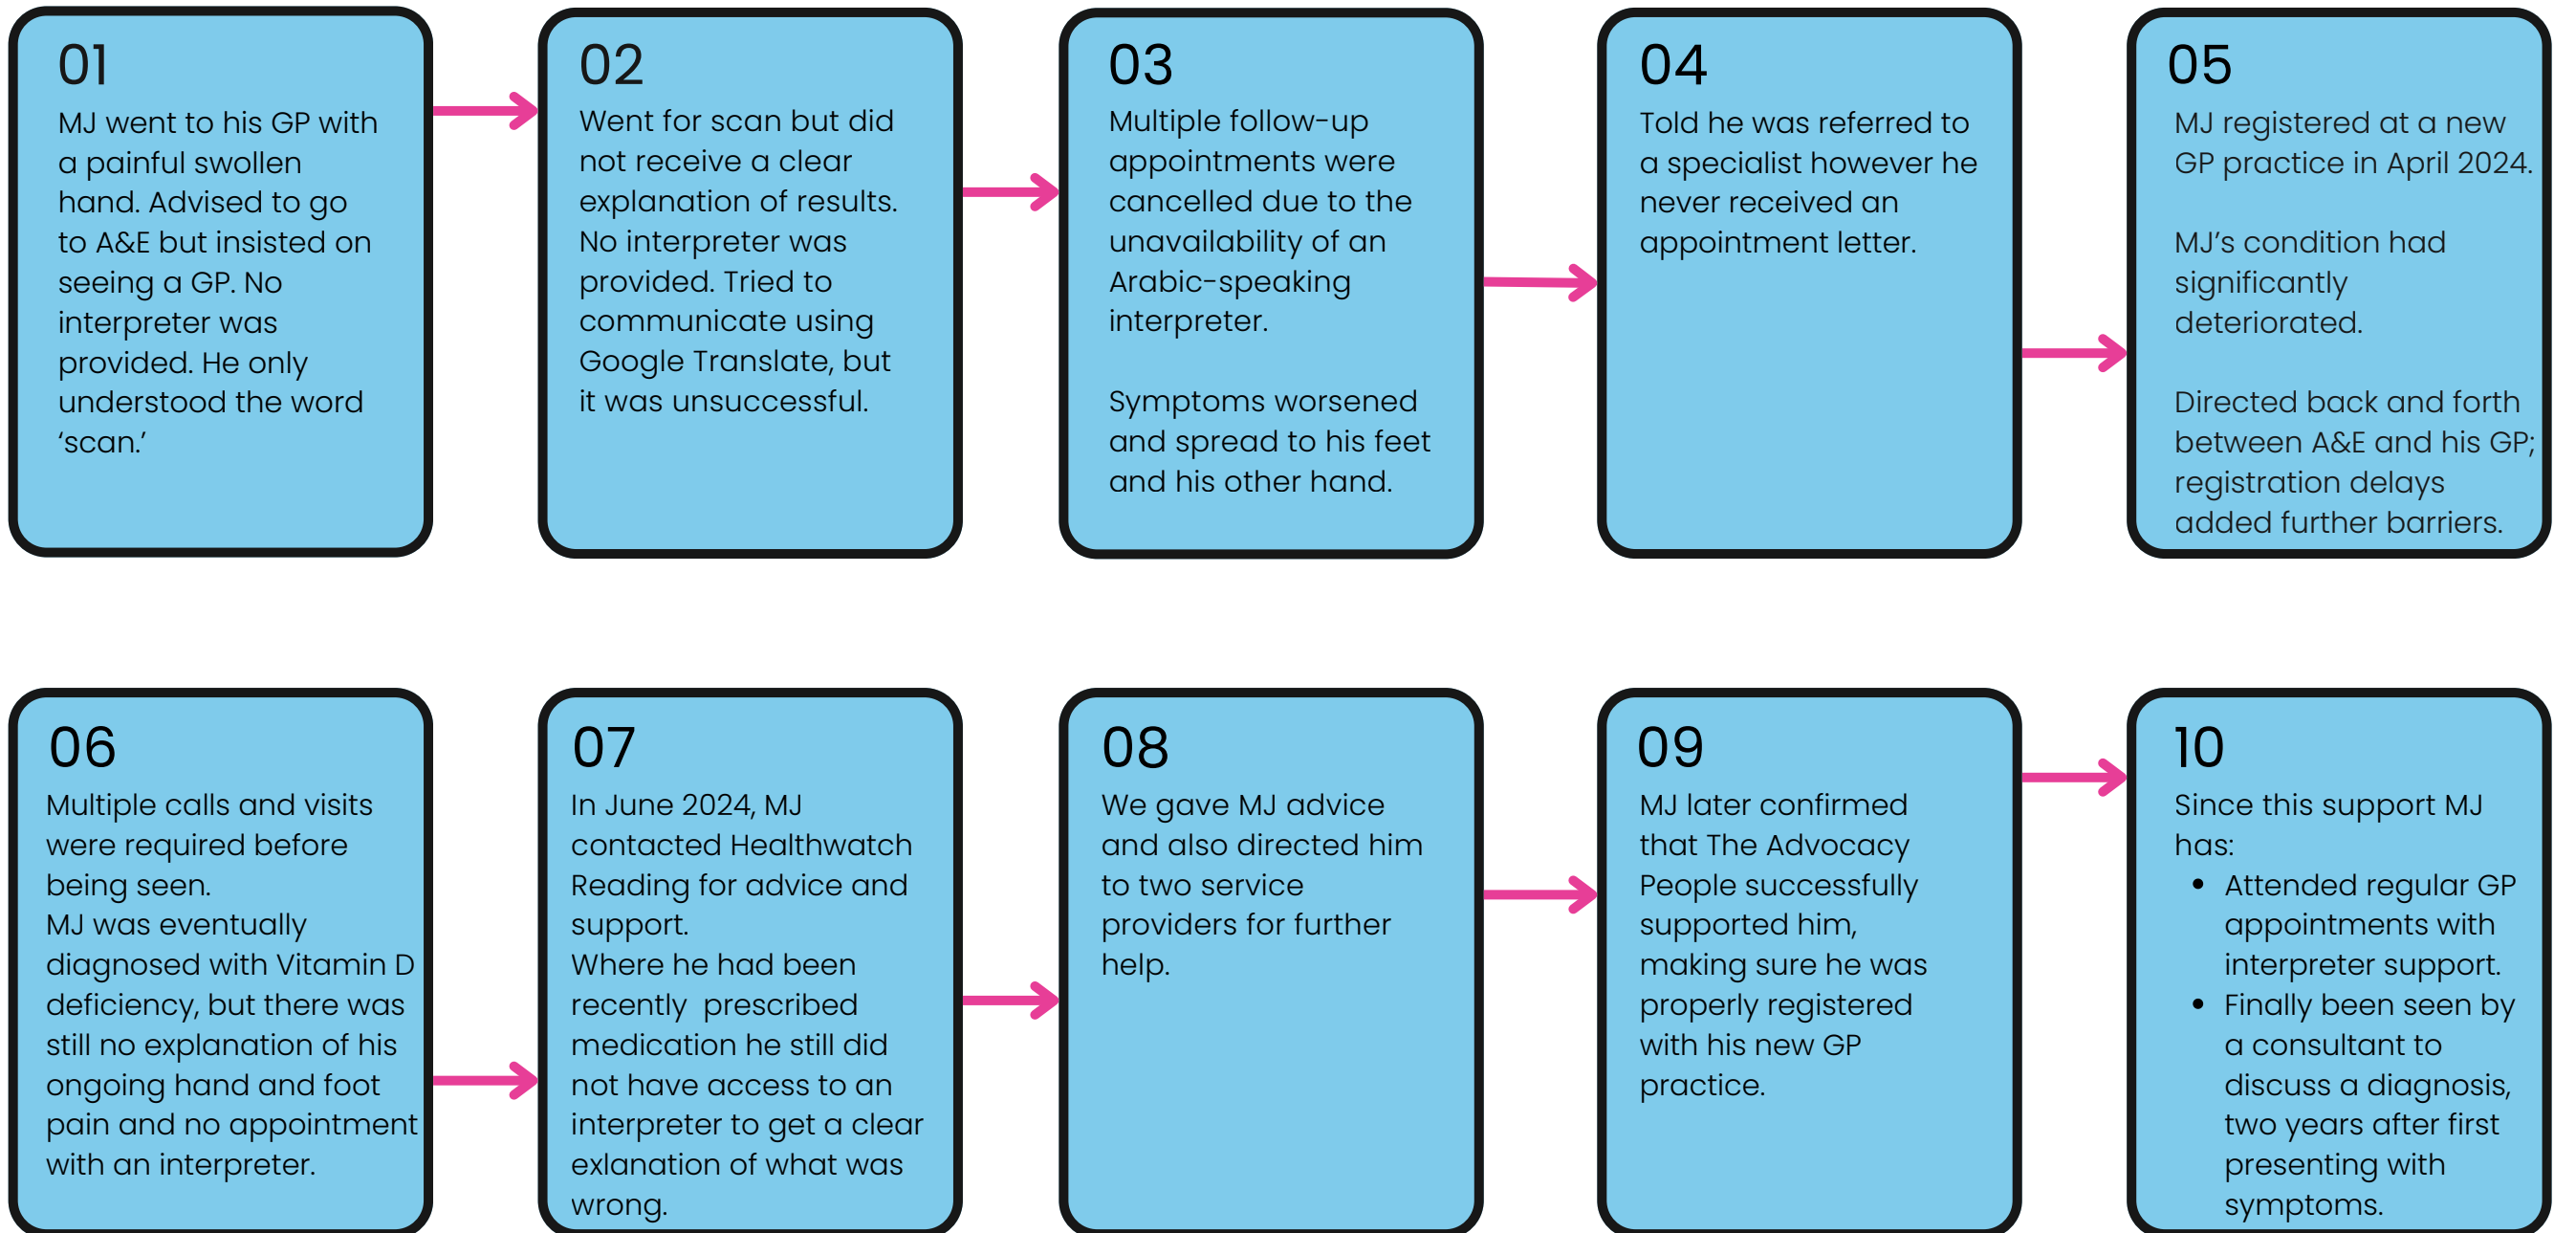 01
MJ went to his GP with
a painful swollen
hand. Advised to go
to A&E but insisted on
seeing a GP. No
interpreter was
provided. He only
understood the word
‘scan.’
02
Went for scan but did
not receive a clear
explanation of results.
No interpreter was
provided. Tried to
communicate using
Google Translate, but
it was unsuccessful.
03
Multiple follow-up
appointments were
cancelled due to the
unavailability of an
Arabic-speaking
interpreter.
Symptoms worsened
and spread to his feet
and his other hand.
04
Told he was referred to
a specialist however he
never received an
appointment letter.
05
MJ registered at a new
GP practice in April 2024.
MJ’s condition had
significantly
deteriorated.
Directed back and forth
between A&E and his GP;
registration delays
added further barriers.
06
Multiple calls and visits
were required before
being seen.
MJ was eventually
diagnosed with Vitamin D
deficiency, but there was
still no explanation of his
ongoing hand and foot
pain and no appointment
with an interpreter.
07
In June 2024, MJ
contacted Healthwatch
Reading for advice and
support.
Where he had been
recently  prescribed
medication he still did
not have access to an
interpreter to get a clear
exlanation of what was
wrong.
08
We gave MJ advice
and also directed him
to two service
providers for further
help.
09
MJ later confirmed
that The Advocacy
People successfully
supported him,
making sure he was
properly registered
with his new GP
practice.
10
Since this support MJ
has:
• Attended regular GP
appointments with
interpreter support.
• Finally been seen by
a consultant to
discuss a diagnosis,
two years after first
presenting with
symptoms.